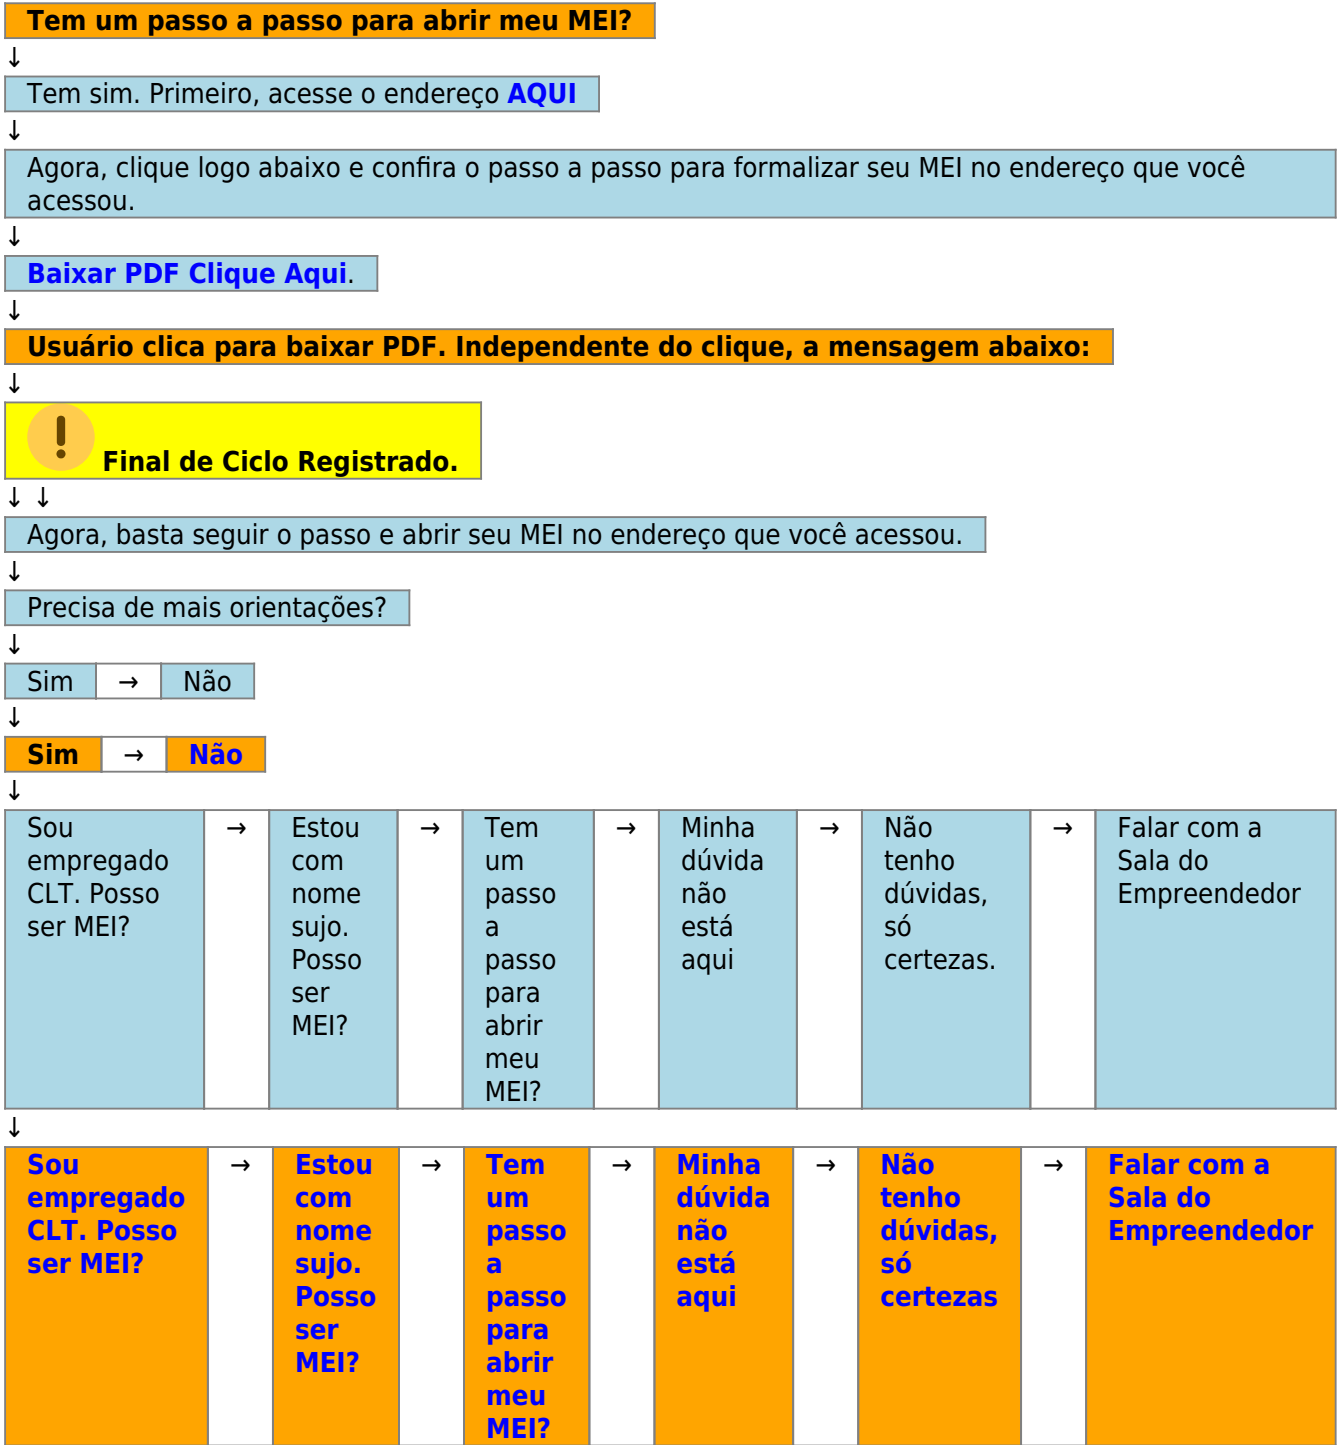 Tem um passo a passo para abrir meu MEI?
↓
Tem sim. Primeiro, acesse o endereço AQUI
↓
Agora, clique logo abaixo e confira o passo a passo para formalizar seu MEI no endereço que você
acessou.
↓
Baixar PDF Clique Aqui.
↓
Usuário clica para baixar PDF. Independente do clique, a mensagem abaixo:
↓
! Final de Ciclo Registrado.
↓ ↓
Agora, basta seguir o passo e abrir seu MEI no endereço que você acessou.
↓
Precisa de mais orientações?
↓
Sim → Não
↓
Sim → Não
↓
Sou
empregado
CLT. Posso
ser MEI?
→
Estou
com
nome
sujo.
Posso
ser
MEI?
→
Tem
um
passo
a
passo
para
abrir
meu
MEI?
→
Minha
dúvida
não
está
aqui
→
Não
tenho
dúvidas,
só
certezas.
→
Falar com a
Sala do
Empreendedor
↓
Sou
empregado
CLT. Posso
ser MEI?
→
Estou
com
nome
sujo.
Posso
ser
MEI?
→
Tem
um
passo
a
passo
para
abrir
meu
MEI?
→
Minha
dúvida
não
está
aqui
→
Não
tenho
dúvidas,
só
certezas
→
Falar com a
Sala do
Empreendedor